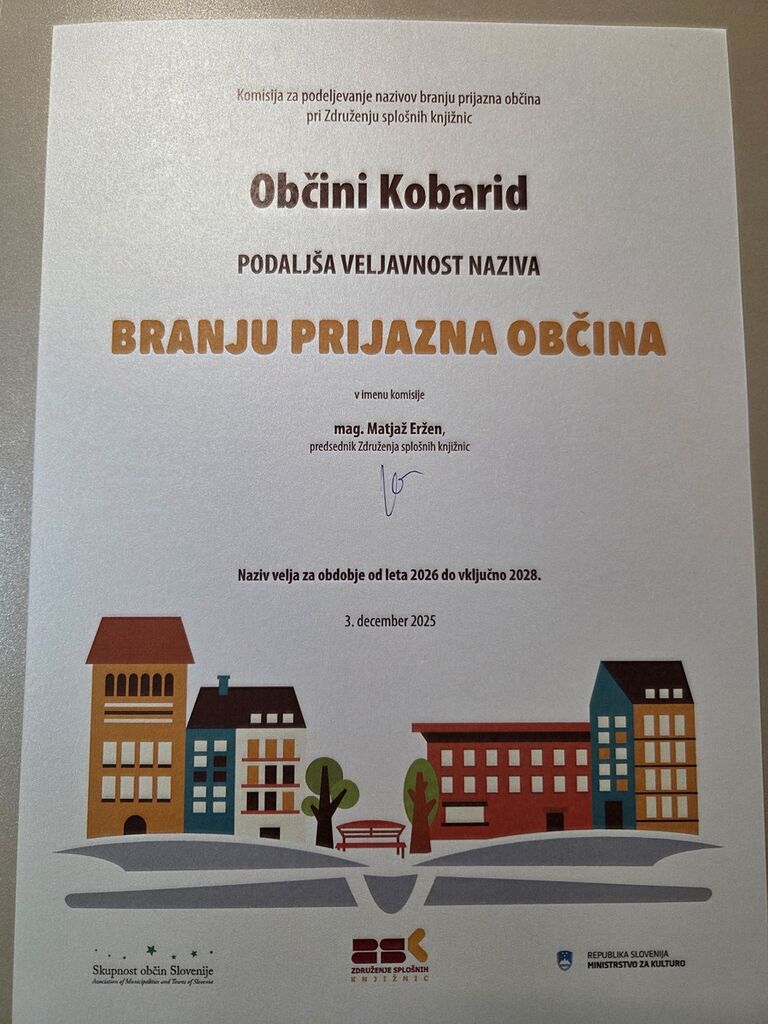 Komisija za podeljevanje nazivov branju prijazna občina
pri Združenju splošnih knjižnic
Občini Kobarid
PODALJŠA VELJAVNOST NAZIVA
BRANJU PRIJAZNA OBČINA
v imenu komisije
mag. Matjaž Eržen,
predsednik Združenja splošnih knjižnic
Naziv velja za obdobje od leta 2026 do vključno 2028.
3. december 2025
Skupnost občin Slovenije
Association of Municipalities and Towns of Slovenia
ZDRUŽENJE SPLOŠNIH
KNJIŽNIC
REPUBLIKA SLOVENIJA
MINISTRSTVO ZA KULTURO